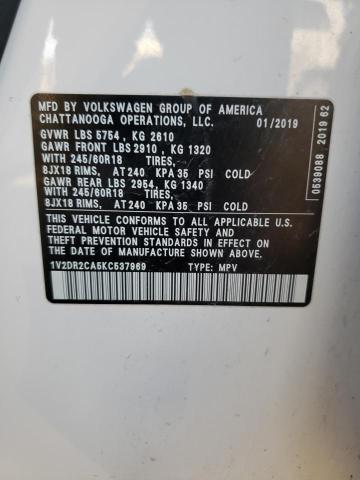 MFD BY VOLKSWAGEN GROUP OF AMERICA
CHATTANOOGA OPERATIONS, LLC. 01/2019
GVWR LBS 5754 , KG 2610
GAWR FRONT LBS 2910 , KG 1320
WITH 245/60R18 TIRES,
8JX18 RIMS, AT 240 KPA 35 PSI COLD
GAWR REAR LBS 2954, KG 1340
WITH 245/60R18 TIRES,
8JX18 RIMS, AT 240 KPA 35 PSI COLD
THIS VEHICLE CONFORMS TO ALL APPLICABLE U.S.
FEDERAL MOTOR VEHICLE SAFETY AND
THEFT PREVENTION STANDARDS IN EFFECT ON THE
DATE OF MANUFACTURE SHOWN ABOVE.
1V2DR2CA5KC537969 TYPE: MPV
0539088 2019 62